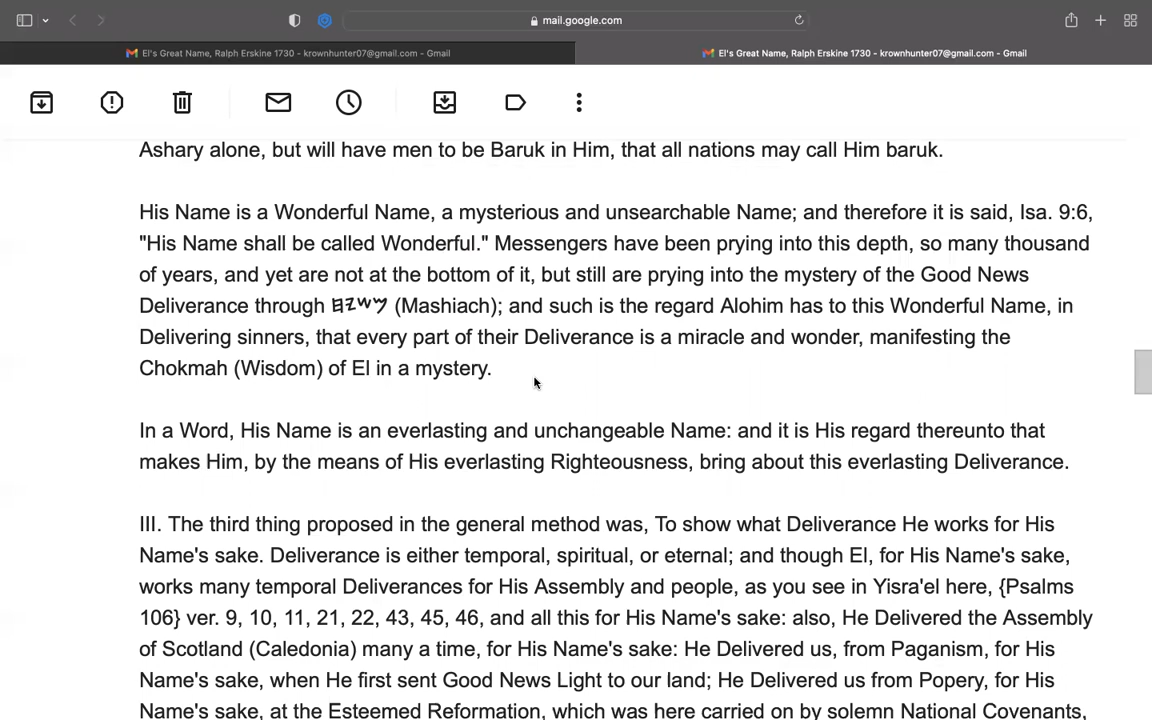 mail.google.com
El's Great Name, Ralph Erskine 1730 - krownhunter07@gmail.com - Gmail
El's Great Name, Ralph Erskine 1730 - krownhunter07@gmail.com - Gmail
Ashary alone, but will have men to be Baruk in Him, that all nations may call Him baruk.
His Name is a Wonderful Name, a mysterious and unsearchable Name; and therefore it is said, Isa. 9:6,
"His Name shall be called Wonderful." Messengers have been prying into this depth, so many thousand
of years, and yet are not at the bottom of it, but still are prying into the mystery of the Good News
Deliverance through 𐤌𐤔𐤉𐤇 (Mashiach); and such is the regard Alohim has to this Wonderful Name, in
Delivering sinners, that every part of their Deliverance is a miracle and wonder, manifesting the
Chokmah (Wisdom) of El in a mystery.
In a Word, His Name is an everlasting and unchangeable Name: and it is His regard thereunto that
makes Him, by the means of His everlasting Righteousness, bring about this everlasting Deliverance.
III. The third thing proposed in the general method was, To show what Deliverance He works for His
Name's sake. Deliverance is either temporal, spiritual, or eternal; and though El, for His Name's sake,
works many temporal Deliverances for His Assembly and people, as you see in Yisra'el here, {Psalms
106} ver. 9, 10, 11, 21, 22, 43, 45, 46, and all this for His Name's sake: also, He Delivered the Assembly
of Scotland (Caledonia) many a time, for His Name's sake: He Delivered us, from Paganism, for His
Name's sake, when He first sent Good News Light to our land; He Delivered us from Popery, for His
Name's sake, at the Esteemed Reformation, which was here carried on by solemn National Covenants,